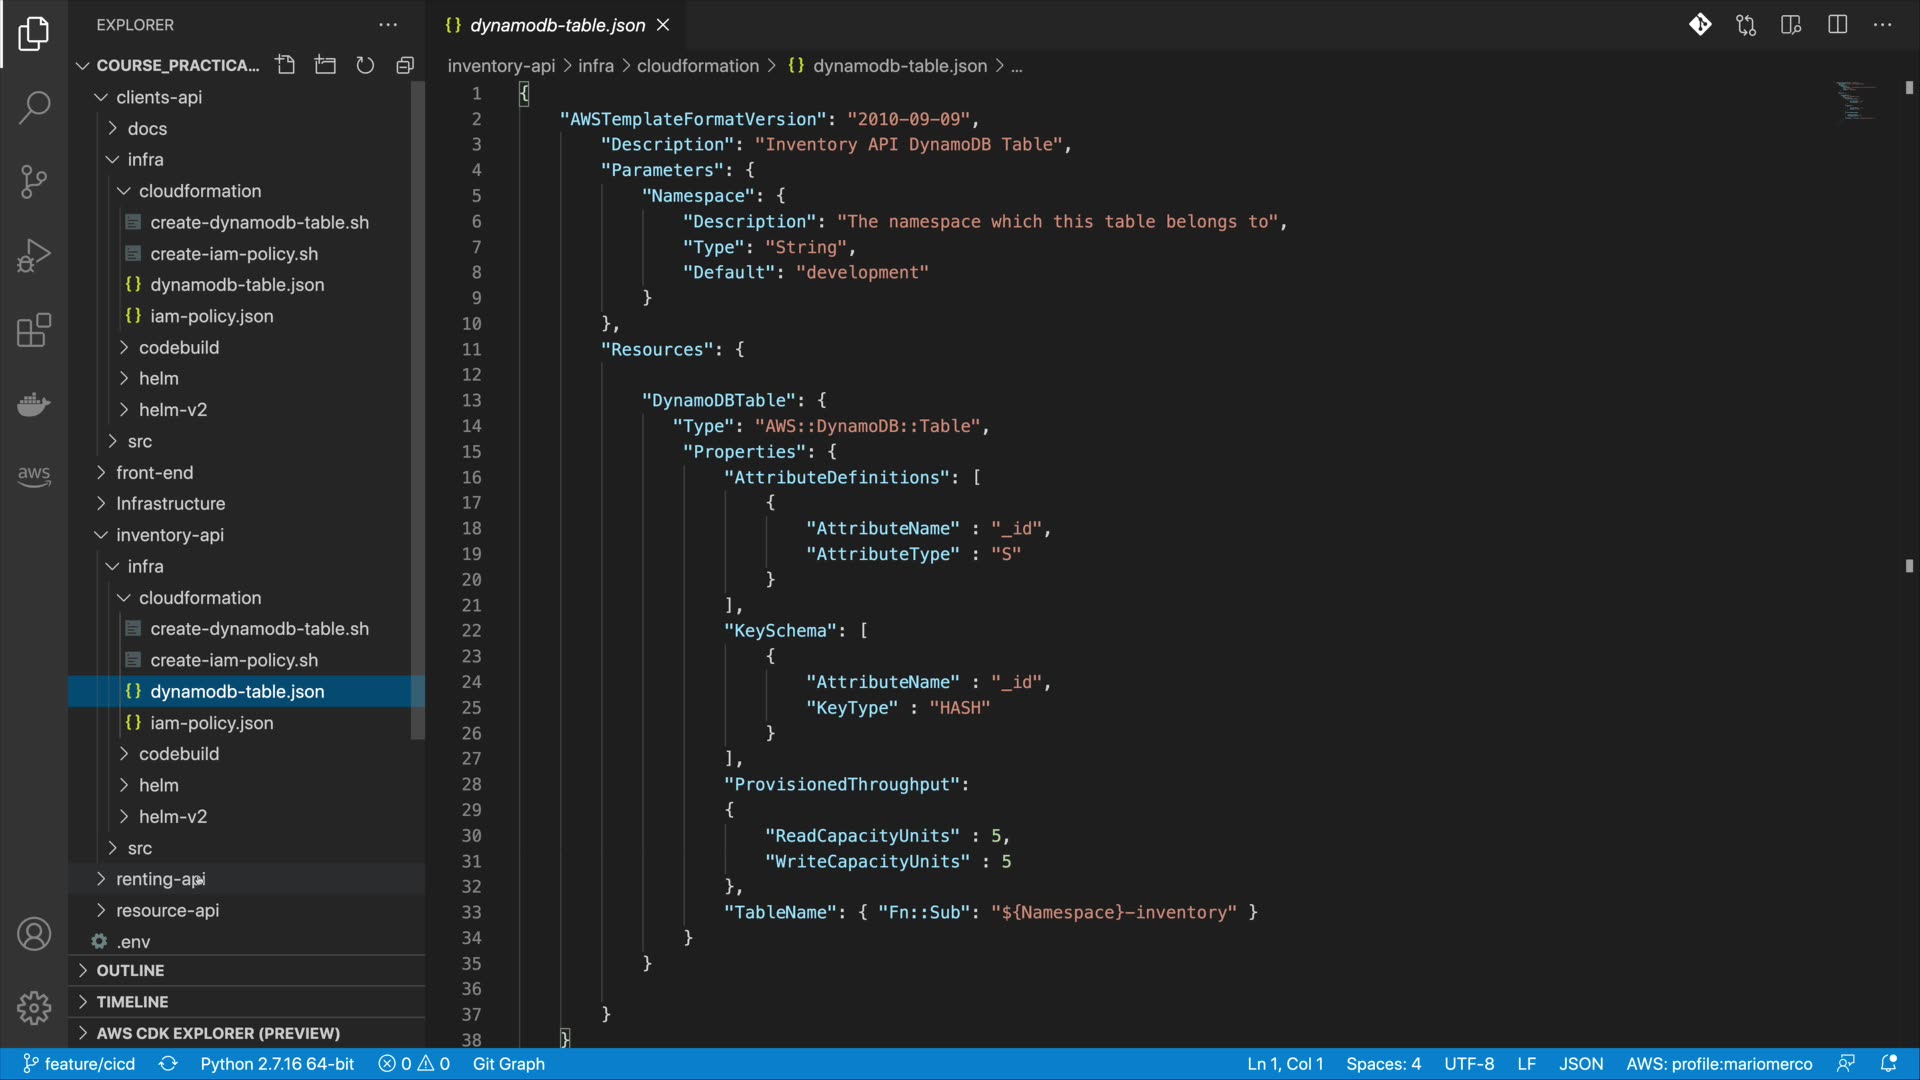 EXPLORER
COURSE_PRACTICA...
clients-api
docs
infra
cloudformation
create-dynamodb-table.sh
create-iam-policy.sh
{} dynamodb-table.json
{} iam-policy.json
codebuild
helm
helm-v2
src
front-end
Infrastructure
inventory-api
infra
cloudformation
create-dynamodb-table.sh
create-iam-policy.sh
{} dynamodb-table.json
{} iam-policy.json
codebuild
helm
helm-v2
src
renting-api
resource-api
.env
OUTLINE
TIMELINE
AWS CDK EXPLORER (PREVIEW)
aws
{} dynamodb-table.json
inventory-api > infra > cloudformation > {} dynamodb-table.json > ...
1 {
2 "AWSTemplateFormatVersion": "2010-09-09",
3 "Description": "Inventory API DynamoDB Table",
4 "Parameters": {
5 "Namespace": {
6 "Description": "The namespace which this table belongs to",
7 "Type": "String",
8 "Default": "development"
9 }
10 },
11 "Resources": {
12
13 "DynamoDBTable": {
14 "Type": "AWS::DynamoDB::Table",
15 "Properties": {
16 "AttributeDefinitions": [
17 {
18 "AttributeName" : "_id",
19 "AttributeType" : "S"
20 }
21 ],
22 "KeySchema": [
23 {
24 "AttributeName" : "_id",
25 "KeyType" : "HASH"
26 }
27 ],
28 "ProvisionedThroughput":
29 {
30 "ReadCapacityUnits" : 5,
31 "WriteCapacityUnits" : 5
32 },
33 "TableName": { "Fn::Sub": "${Namespace}-inventory" }
34 }
35 }
36
37 }
38 }
feature/cicd Python 2.7.16 64-bit 0 0 Git Graph Ln 1, Col 1 Spaces: 4 UTF-8 LF JSON AWS: profile:mariomerco